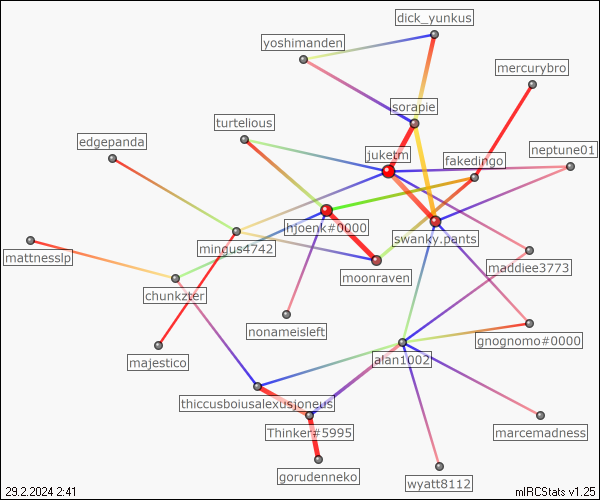 dick_yunkus
yoshimanden
mercurybro
sorapie
turtelious
edgepanda
neptune01
juketm
fakedingo
hjoenk#0000
swanky.pants
mingus4742
mattnesslp
moonraven
maddiee3773
chunkzter
nonameisleft
gnognomo#0000
majestico
alan1002
thiccusboiusalexusjoneus
Thinker#5995
marcemadness
gorudenneko
wyatt8112
29.2.2024 2:41
mIRCStats v1.25